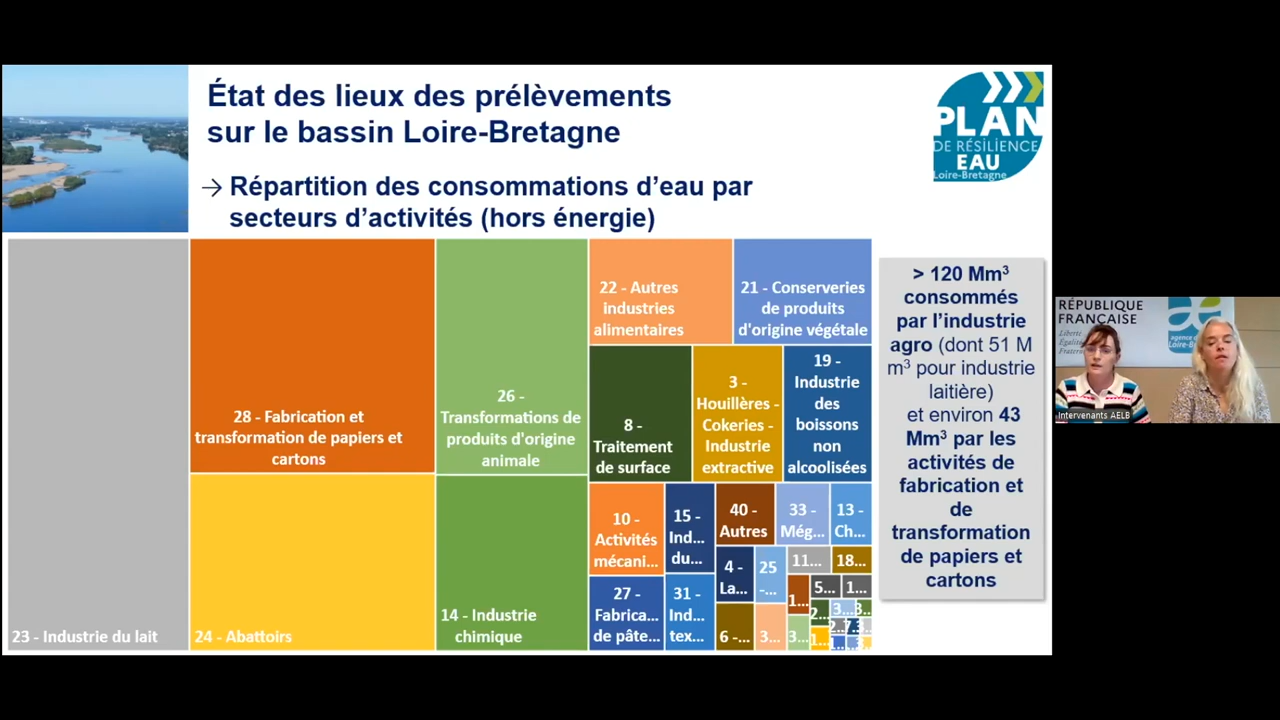 État des lieux des prélèvements
sur le bassin Loire-Bretagne
→ Répartition des consommations d'eau par
secteurs d'activités (hors énergie)
PLAN
DE RÉSILIENCE
EAU
Loire-Bretagne
23 - Industrie du lait
28 - Fabrication et
transformation de papiers et
cartons
24 - Abattoirs
26 -
Transformations de
produits d'origine
animale
14 - Industrie
chimique
22 - Autres
industries
alimentaires
21 - Conserveries
de produits
d'origine végétale
8 -
Traitement
de surface
3 -
Houillères -
Cokeries -
Industrie
extractive
19 -
Industrie
des
boissons
non
alcoolisées
10 -
Activités
mécani...
15 -
Ind...
du...
40 -
Autres
33 -
Még...
13 -
Ch...
27 -
Fabrica...
de pâte...
31 -
Ind...
tex...
4 -
La...
25
-...
11...
18...
6 -...
3...
1...
5...
1...
2...
3...
3...
3...
1...
> 120 Mm³
consommés
par l'industrie
agro (dont 51 M
m³ pour industrie
laitière)
et environ 43
Mm³ par les
activités de
fabrication et
de
transformation
de papiers et
cartons
RÉPUBLIQUE
FRANÇAISE
Intervenants AELB